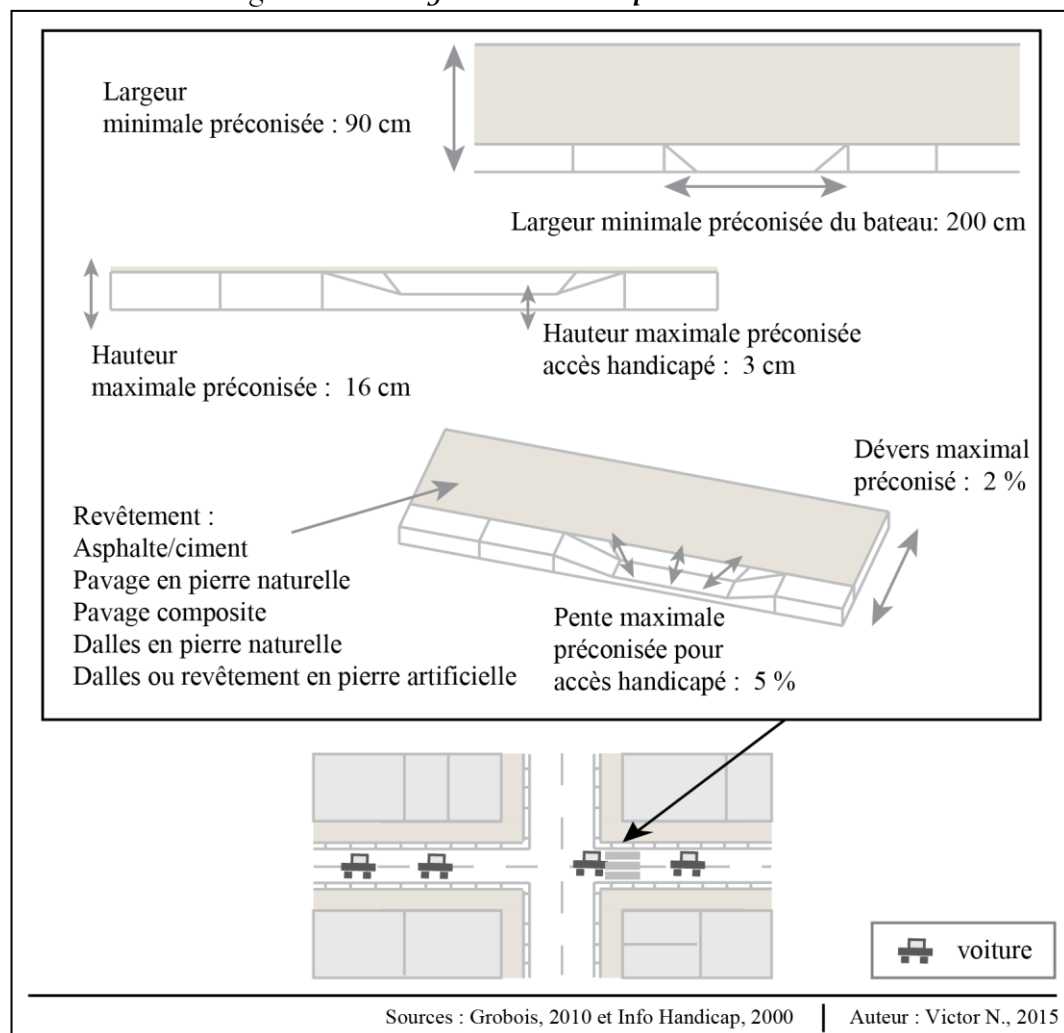 Largeur
minimale préconisée : 90 cm
Largeur minimale préconisée du bateau: 200 cm
Hauteur
maximale préconisée : 16 cm
Hauteur maximale préconisée
accès handicapé : 3 cm
Dévers maximal
préconisé : 2 %
Revêtement :
Asphalte/ciment
Pavage en pierre naturelle
Pavage composite
Dalles en pierre naturelle
Dalles ou revêtement en pierre artificielle
Pente maximale
préconisée pour
accès handicapé : 5 %
voiture
Sources : Grobois, 2010 et Info Handicap, 2000
Auteur : Victor N., 2015